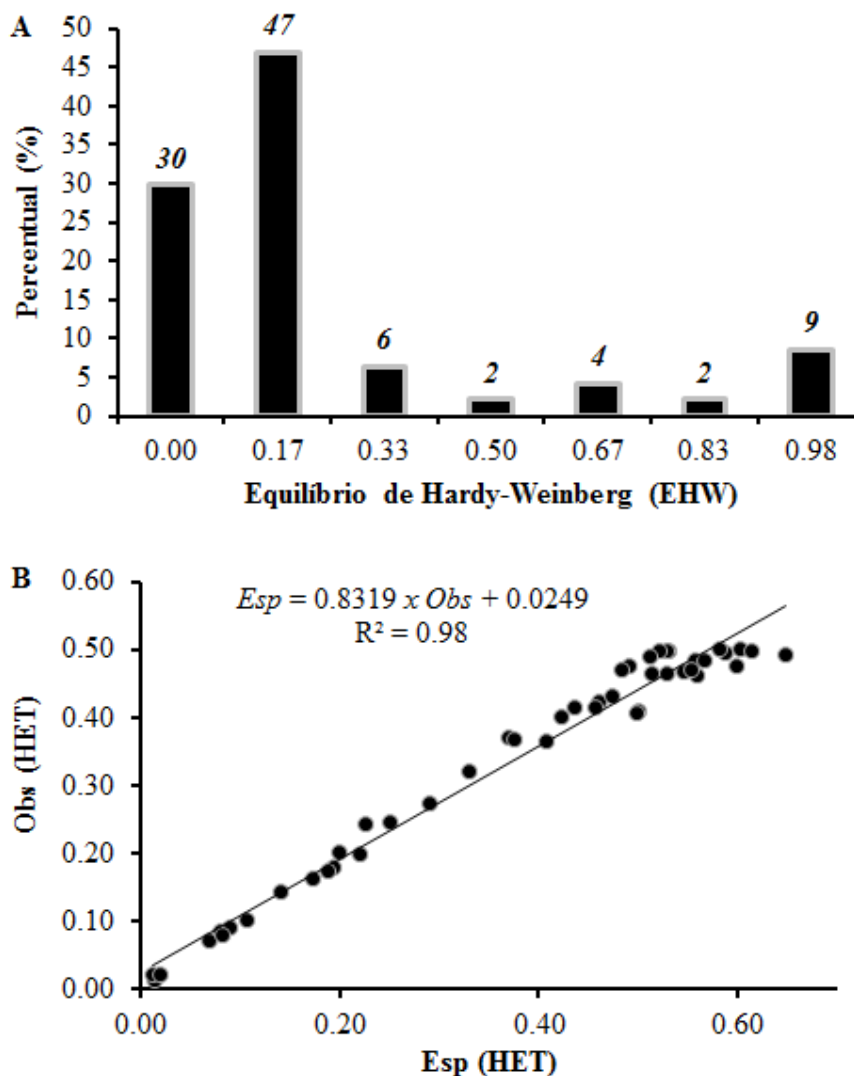 A
50
45
40
35
30
25
20
15
10
5
0
Percentual (%)
30
47
6
2
4
2
9
0.00 0.17 0.33 0.50 0.67 0.83 0.98
Equilíbrio de Hardy-Weinberg (EHW)
B
0.60
0.50
0.40
0.30
0.20
0.10
0.00
Obs (HET)
Esp = 0.8319 x Obs + 0.0249
R² = 0.98
0.00 0.20 0.40 0.60
Esp (HET)